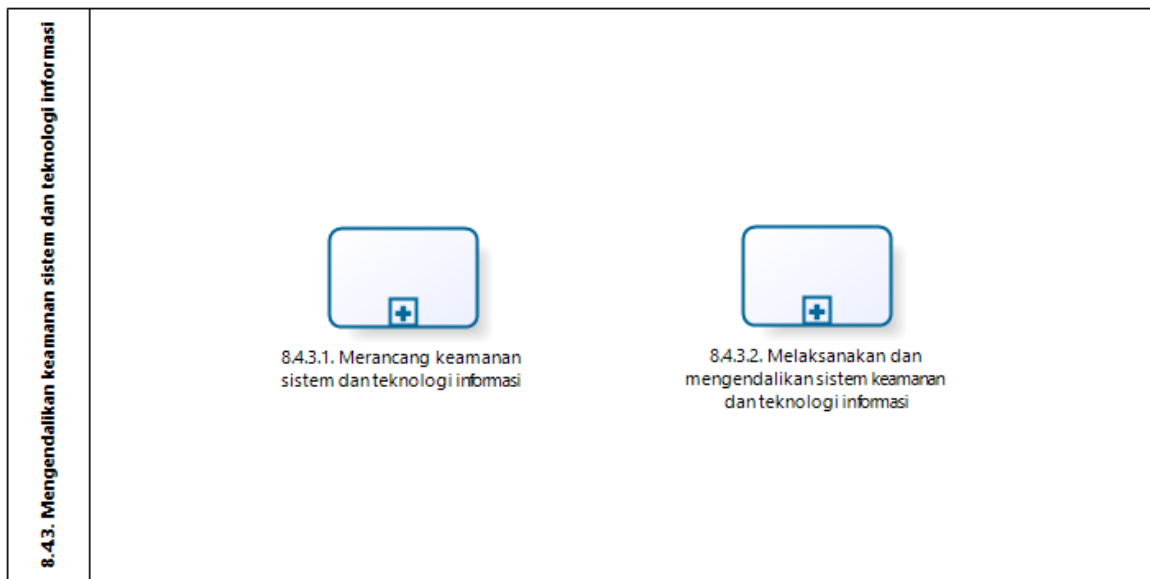 8.4.3. Mengendalikan keamanan sistem dan teknologi informasi
8.4.3.1. Merancang keamanan
sistem dan teknologi informasi
8.4.3.2. Melaksanakan dan
mengendalikan sistem keamanan
dan teknologi informasi